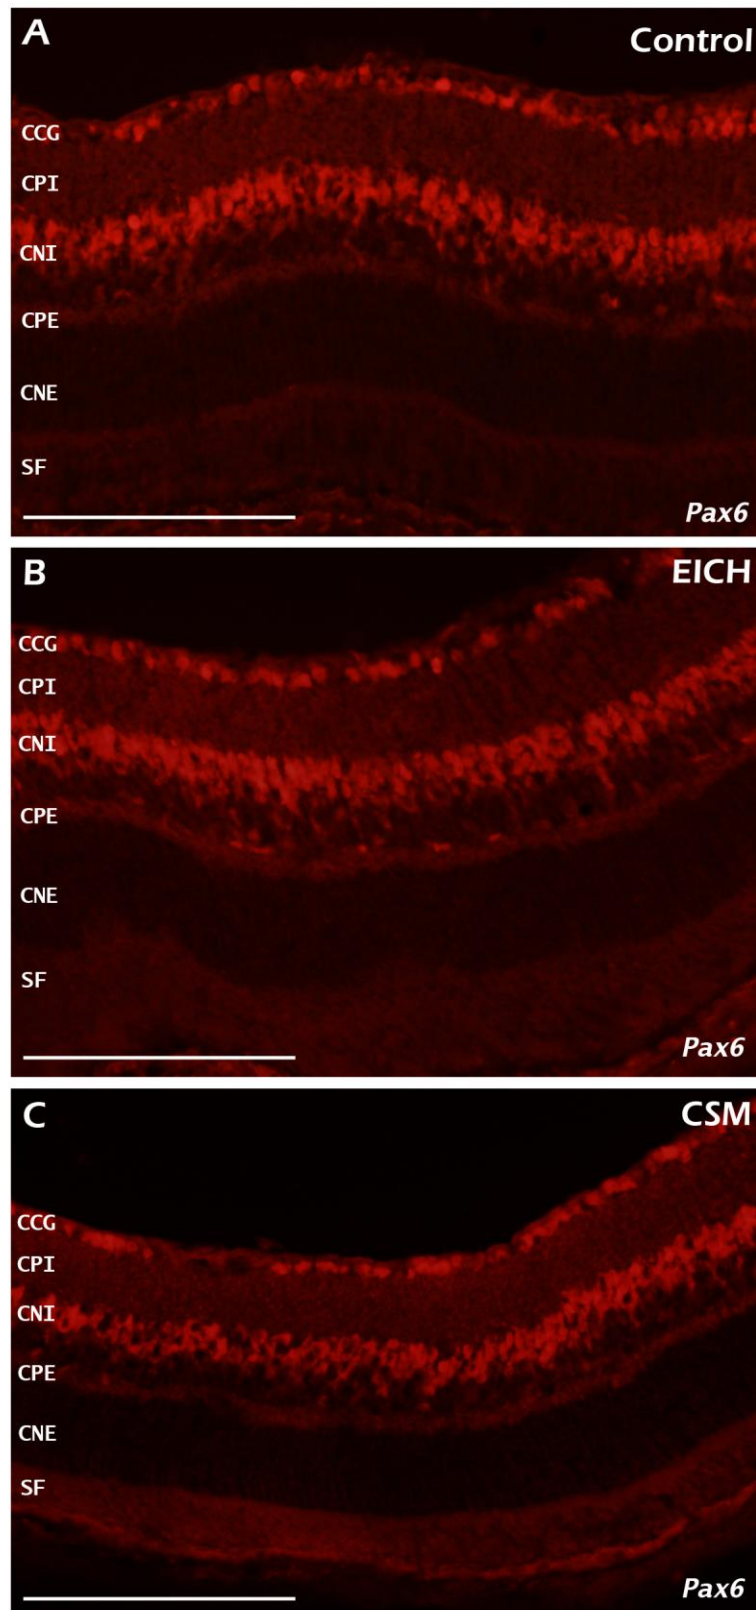 A
Control
CCG
CPI
CNI
CPE
CNE
SF
Pax6
B
EICH
CCG
CPI
CNI
CPE
CNE
SF
Pax6
C
CSM
CCG
CPI
CNI
CPE
CNE
SF
Pax6